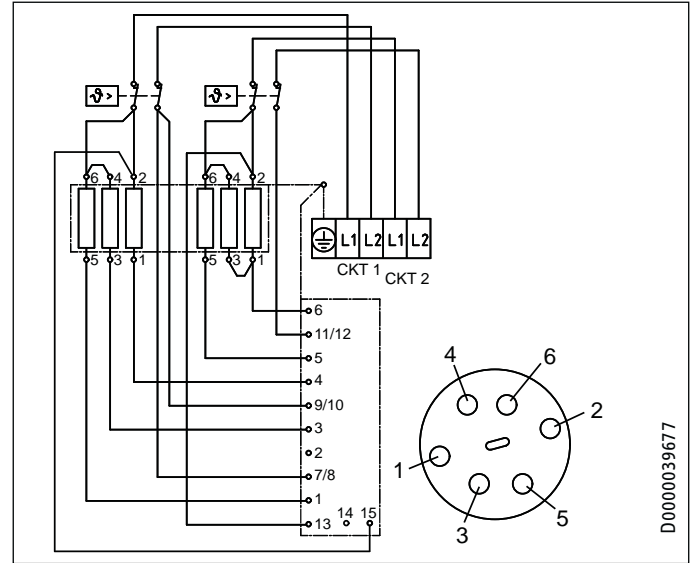 ϑ > ϑ >
6 4 2 6 4 2
5 3 1 5 3 1
L1 L2 L1 L2
CKT 1 CKT 2
6
11/12
5
4
9/10
3
2
7/8
1
13 14 15
4 6
1 2
3 5
D0000039677